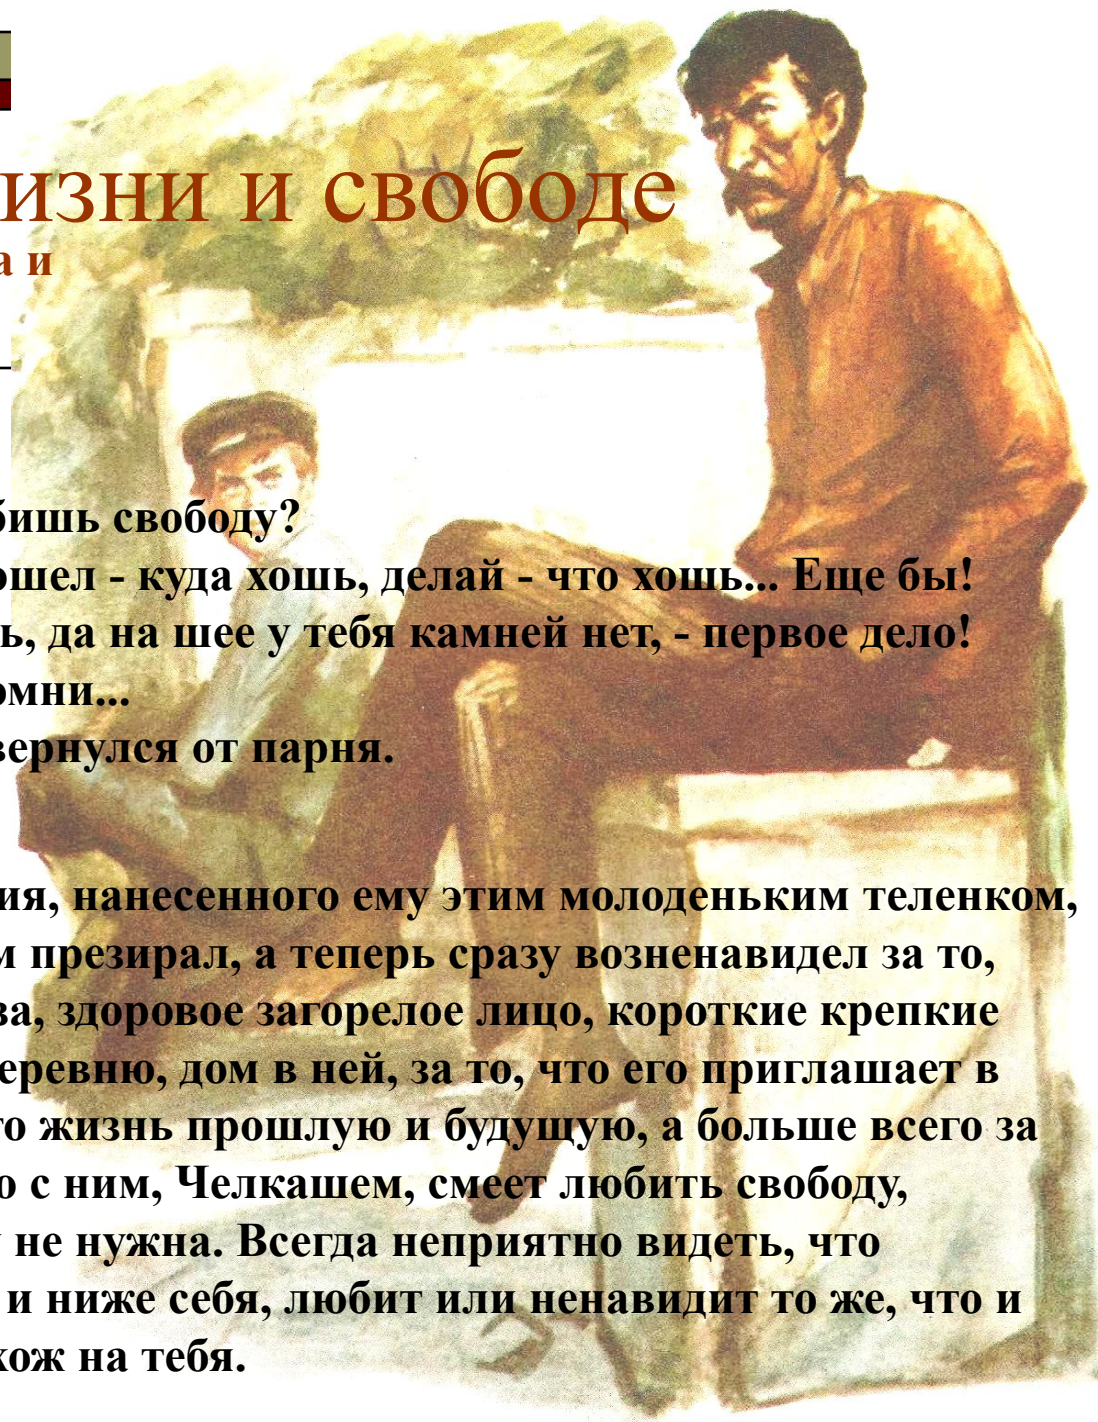 изни и свободе
а и
бишь свободу?
ошел - куда хошь, делай - что хошь... Еще бы!
ь, да на шее у тебя камней нет, - первое дело!
омни...
вернулся от парня.
ия, нанесенного ему этим молоденьким теленком,
м презирал, а теперь сразу возненавидел за то,
ва, здоровое загорелое лицо, короткие крепкие
еревню, дом в ней, за то, что его приглашает в
го жизнь прошлую и будущую, а больше всего за
о с ним, Челкашем, смеет любить свободу,
у не нужна. Всегда неприятно видеть, что
и ниже себя, любит или ненавидит то же, что и
хож на тебя.